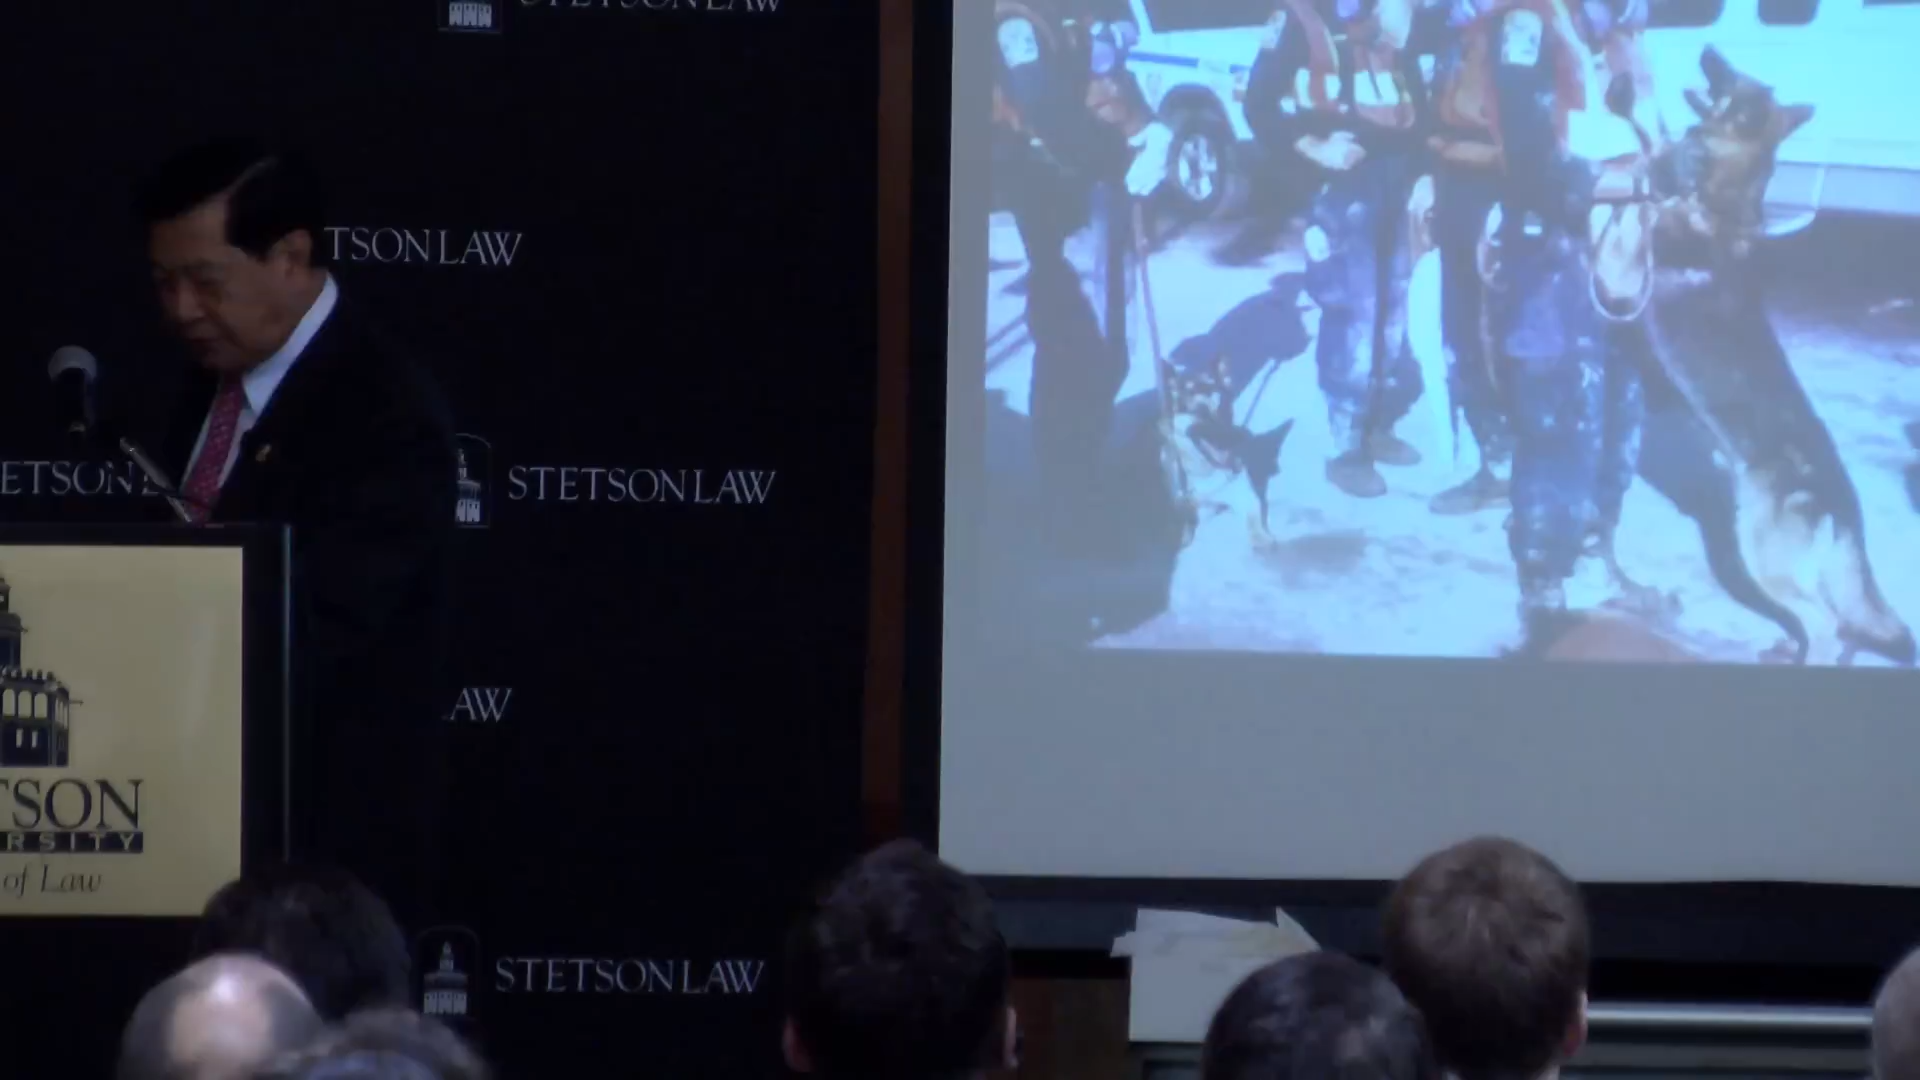 STETSON LAW
TSON LAW
ETSON L
STETSON LAW
AW
TSON
RSITY
of Law
STETSON LAW